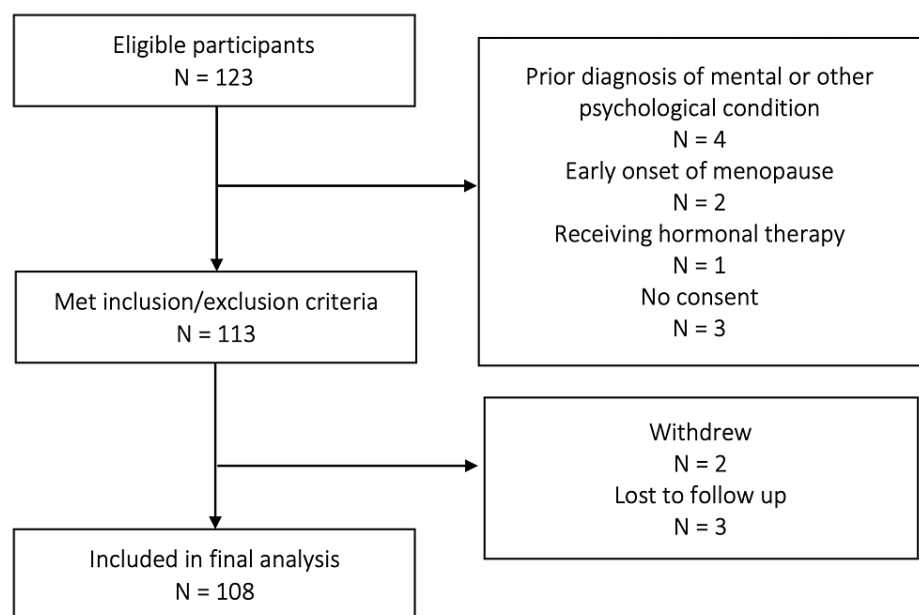 Eligible participants
N = 123
Prior diagnosis of mental or other
psychological condition
N = 4
Early onset of menopause
N = 2
Receiving hormonal therapy
N = 1
No consent
N = 3
Met inclusion/exclusion criteria
N = 113
Withdrew
N = 2
Lost to follow up
N = 3
Included in final analysis
N = 108